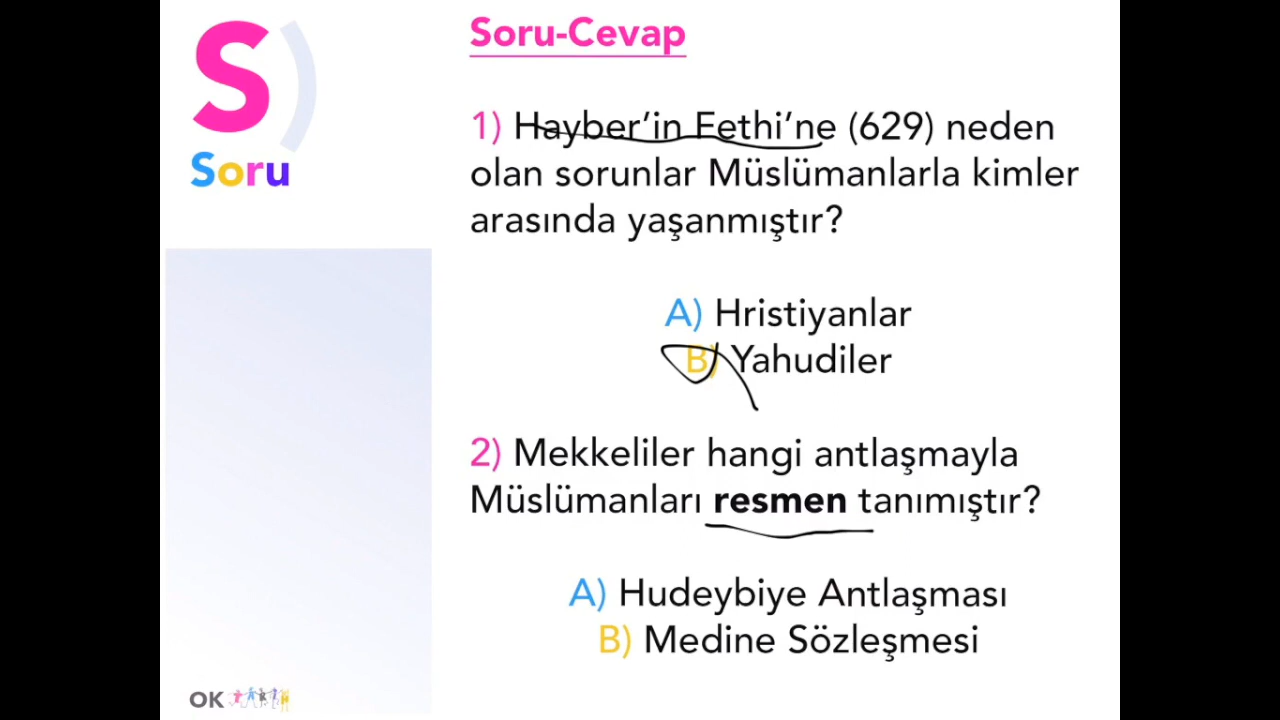 S)
Soru
Soru-Cevap
1) Hayber’in Fethi’ne (629) neden
olan sorunlar Müslümanlarla kimler
arasında yaşanmıştır?
A) Hristiyanlar
B) Yahudiler
2) Mekkeliler hangi antlaşmayla
Müslümanları resmen tanımıştır?
A) Hudeybiye Antlaşması
B) Medine Sözleşmesi
OK